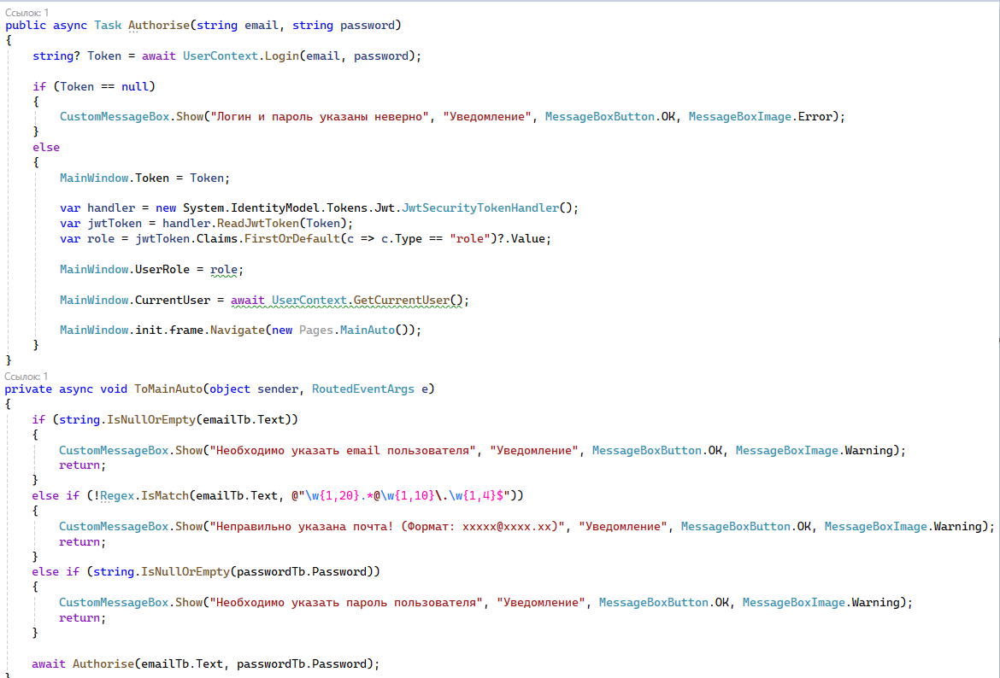 Ссылок: 1
public async Task Authorise(string email, string password)
{
    string? Token = await UserContext.Login(email, password);

    if (Token == null)
    {
        CustomMessageBox.Show("Логин и пароль указаны неверно", "Уведомление", MessageBoxButton.OK, MessageBoxImage.Error);
    }
    else
    {
        MainWindow.Token = Token;

        var handler = new System.IdentityModel.Tokens.Jwt.JwtSecurityTokenHandler();
        var jwtToken = handler.ReadJwtToken(Token);
        var role = jwtToken.Claims.FirstOrDefault(c => c.Type == "role")?.Value;

        MainWindow.UserRole = role;

        MainWindow.CurrentUser = await UserContext.GetCurrentUser();

        MainWindow.init.frame.Navigate(new Pages.MainAuto());
    }
}
Ссылок: 1
private async void ToMainAuto(object sender, RoutedEventArgs e)
{
    if (string.IsNullOrEmpty(emailTb.Text))
    {
        CustomMessageBox.Show("Необходимо указать email пользователя", "Уведомление", MessageBoxButton.OK, MessageBoxImage.Warning);
        return;
    }
    else if (!Regex.IsMatch(emailTb.Text, @"\w{1,20}.*@\w{1,10}\.\w{1,4}$"))
    {
        CustomMessageBox.Show("Неправильно указана почта! (Формат: xxxxx@xxxx.xx)", "Уведомление", MessageBoxButton.OK, MessageBoxImage.Warning);
        return;
    }
    else if (string.IsNullOrEmpty(passwordTb.Password))
    {
        CustomMessageBox.Show("Необходимо указать пароль пользователя", "Уведомление", MessageBoxButton.OK, MessageBoxImage.Warning);
        return;
    }

    await Authorise(emailTb.Text, passwordTb.Password);
}